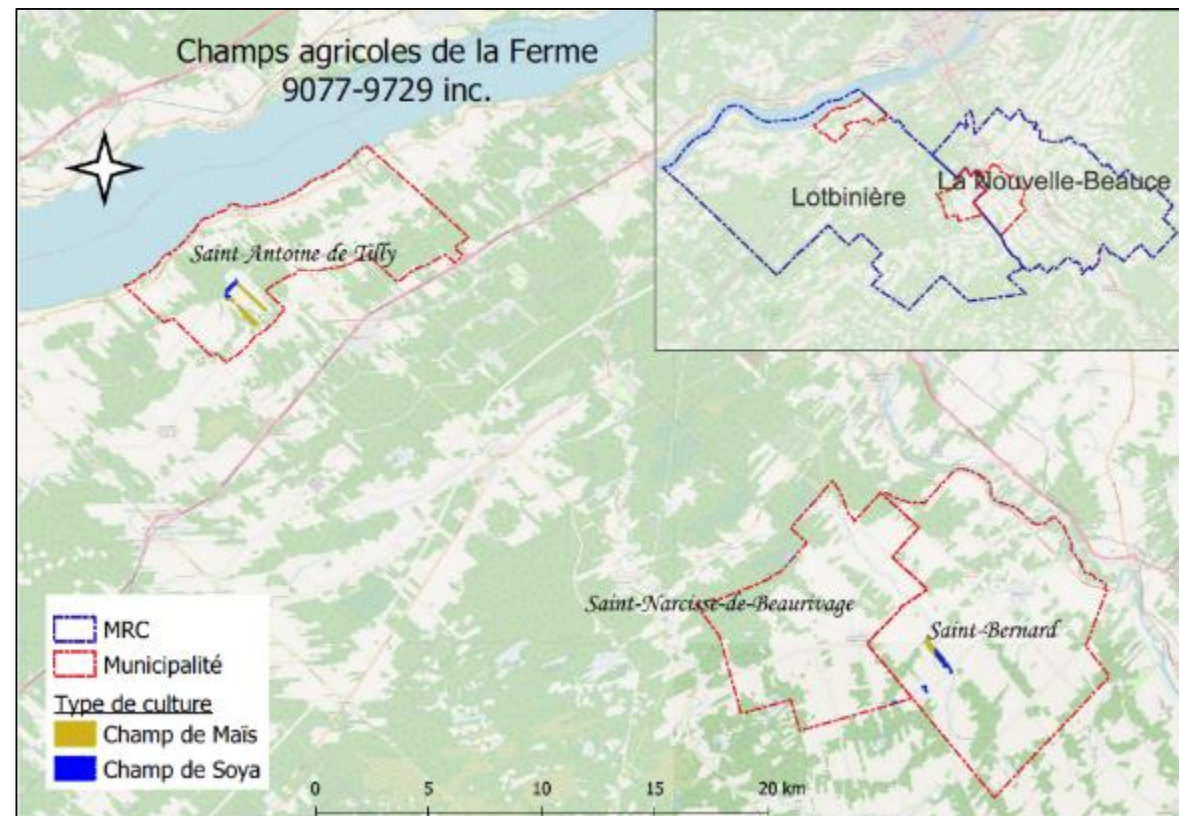 Champs agricoles de la Ferme
9077-9729 inc.
Lotbinière
La Nouvelle-Beauce
Saint Antoine de Tilly
Saint-Narcisse-de-Beaurivage
Saint-Bernard
MRC
Municipalité
Type de culture
Champ de Maïs
Champ de Soya
0 5 10 15 20 km